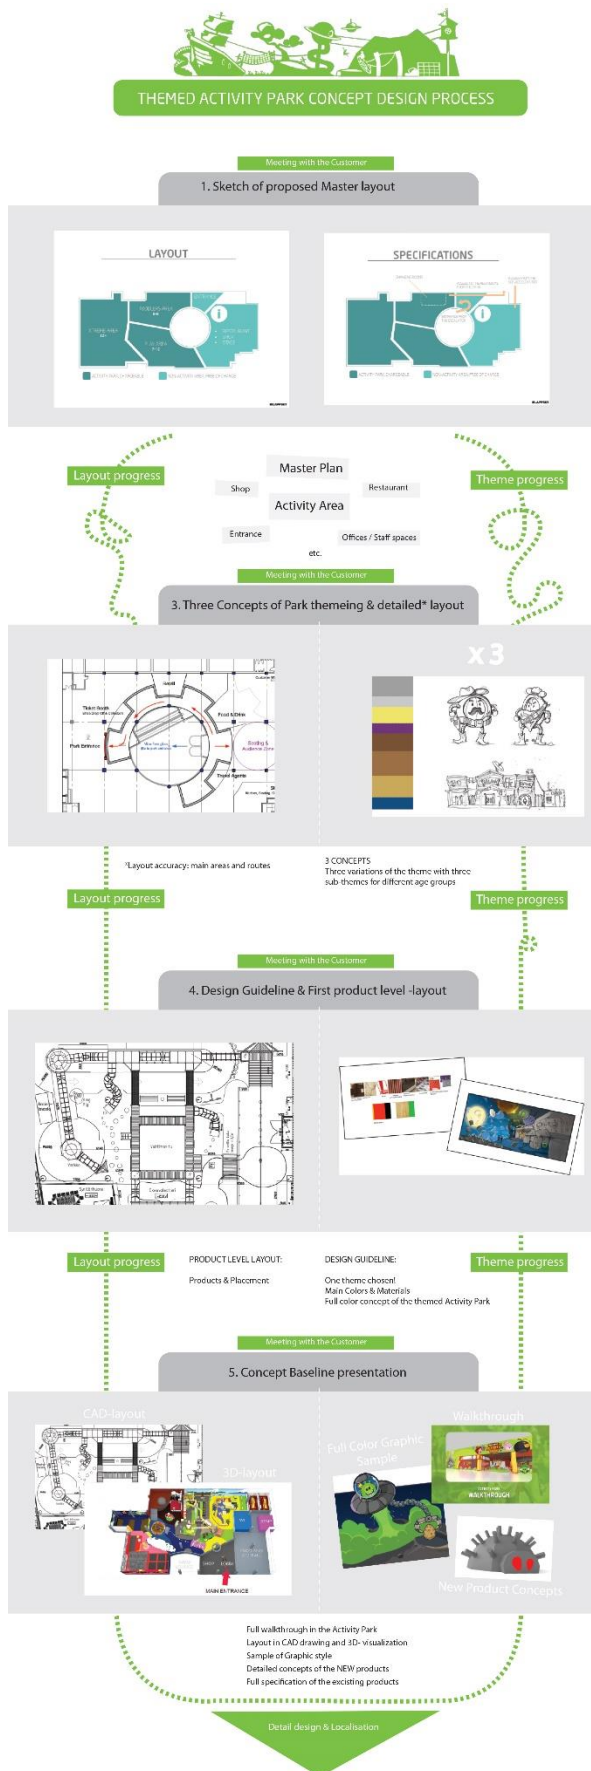 THEMED ACTIVITY PARK CONCEPT DESIGN PROCESS
Meeting with the Customer
1. Sketch of proposed Master layout
LAYOUT
SPECIFICATIONS
Layout progress
Theme progress
Master Plan
Shop
Restaurant
Activity Area
Entrance
Offices / Staff spaces
etc.
Meeting with the Customer
3. Three Concepts of Park themeing & detailed* layout
x 3
Park Entrance
*Layout accuracy: main areas and routes
3 CONCEPTS
Three variations of the theme with three
sub-themes for different age groups
Layout progress
Theme progress
Meeting with the Customer
4. Design Guideline & First product level -layout
Layout progress
Theme progress
PRODUCT LEVEL LAYOUT:
Products & Placement
DESIGN GUIDELINE:
One theme chosen!
Main Colors & Materials
Full color concept of the themed Activity Park
Meeting with the Customer
5. Concept Baseline presentation
CAD-layout
3D-layout
MAIN ENTRANCE
Full Color Graphic
Sample
Walkthrough
WALKTHROUGH
New Product Concepts
Full walkthrough in the Activity Park
Layout in CAD drawing and 3D- visualization
Sample of Graphic style
Detailed concepts of the NEW products
Full specification of the excisting products
Detail design & Localisation